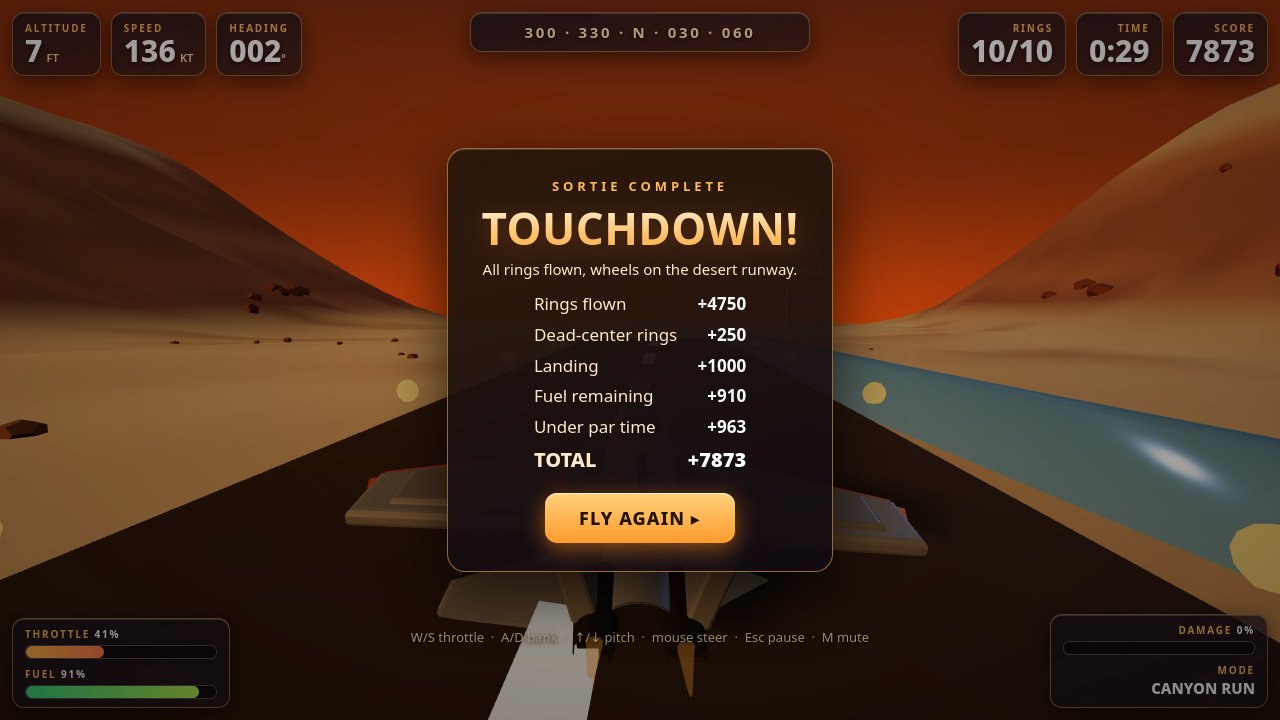 ALTITUDE
7 FT
SPEED
136 KT
HEADING
002°
300 · 330 · N · 030 · 060
RINGS
10/10
TIME
0:29
SCORE
7873
SORTIE COMPLETE
TOUCHDOWN!
All rings flown, wheels on the desert runway.
Rings flown +4750
Dead-center rings +250
Landing +1000
Fuel remaining +910
Under par time +963
TOTAL +7873
FLY AGAIN ▸
W/S throttle · A/D bank · ↑/↓ pitch · mouse steer · Esc pause · M mute
THROTTLE 41%
FUEL 91%
DAMAGE 0%
MODE
CANYON RUN